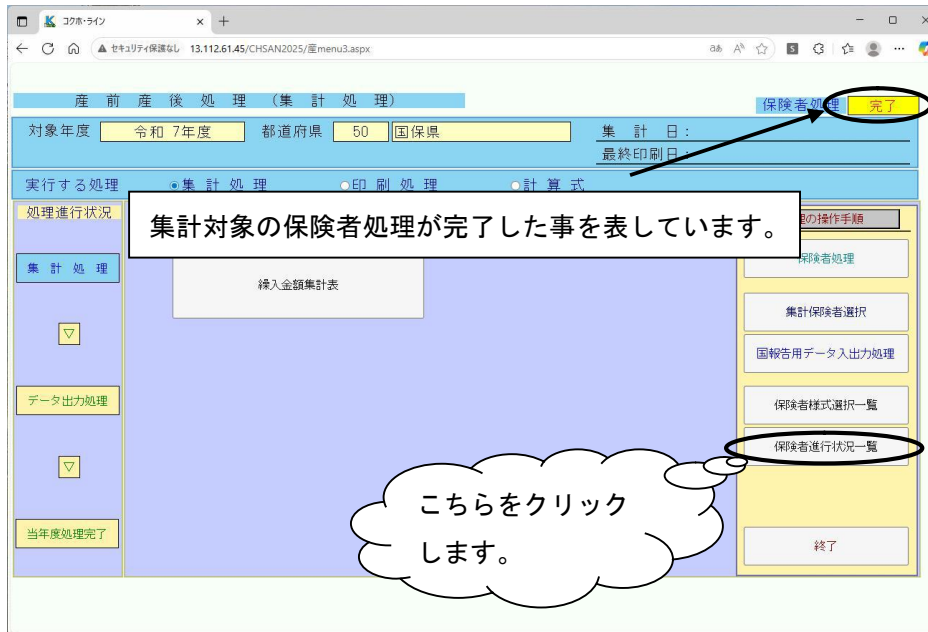 コクホ・ライン
セキュリティ保護なし 13.112.61.45/CHSAN2025/産menu3.aspx
産前産後処理(集計処理)
保険者処理 完了
対象年度 令和 7年度 都道府県 50 国保県 集計日:
最終印刷日:
実行する処理 集計処理 印刷処理 計算式
処理進行状況
の操作手順
集計対象の保険者処理が完了した事を表しています。
保険者処理
集計処理
繰入金額集計表
集計保険者選択
▽
国報告用データ入出力処理
データ出力処理
保険者様式選択一覧
保険者進行状況一覧
▽
こちらをクリック
します。
当年度処理完了
終了